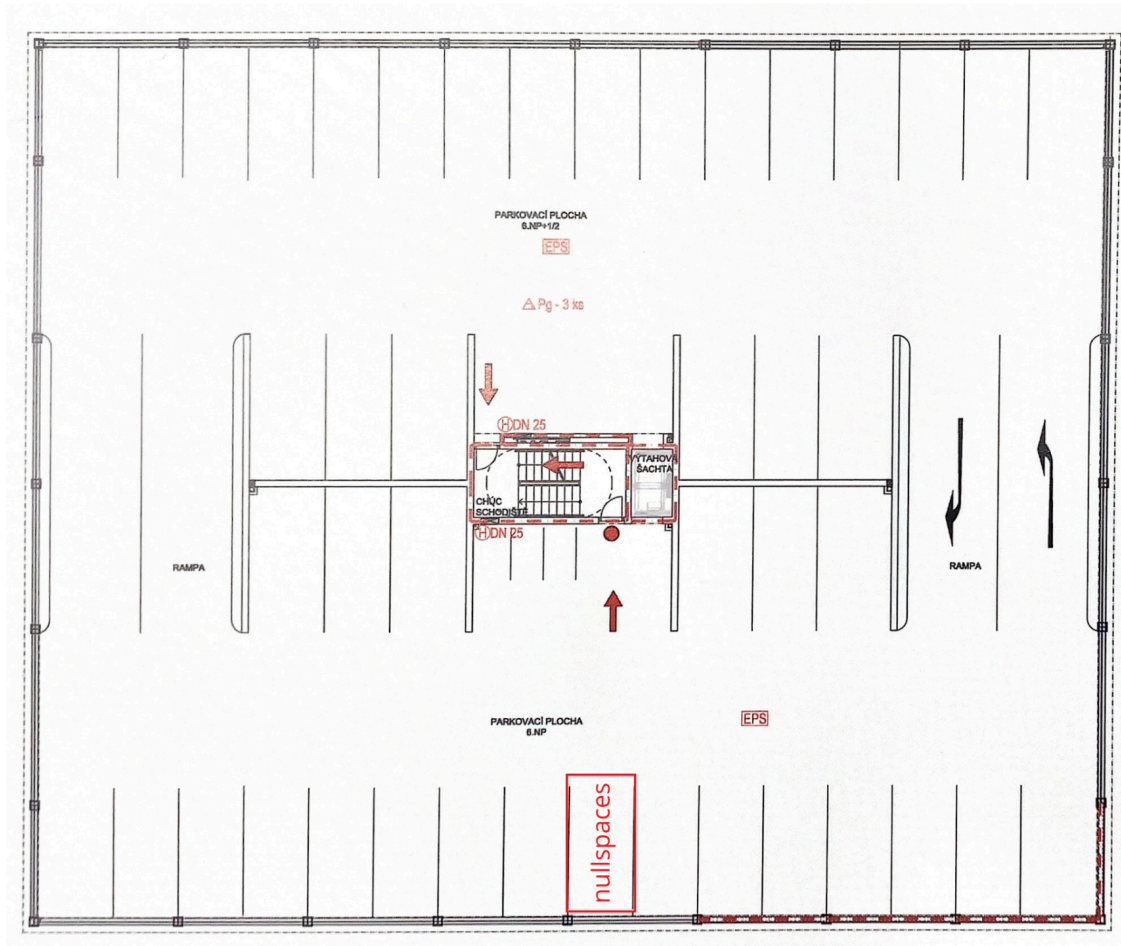 PARKOVACÍ PLOCHA
6.NP+1/2
EPS
Pg - 3 ks
H DN 25
VÝTAHOVÁ
ŠACHTA
CHÚC
SCHODIŠTĚ
H DN 25
RAMPA
RAMPA
PARKOVACÍ PLOCHA
6.NP
EPS
nullspaces